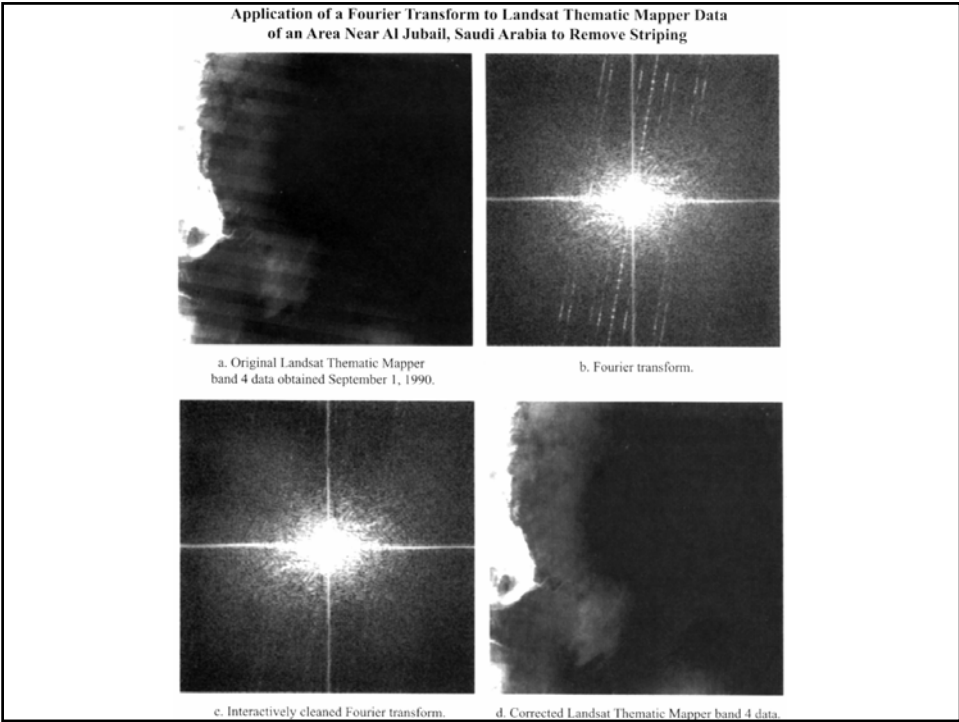 Application of a Fourier Transform to Landsat Thematic Mapper Data
of an Area Near Al Jubail, Saudi Arabia to Remove Striping
a. Original Landsat Thematic Mapper
band 4 data obtained September 1, 1990.
b. Fourier transform.
c. Interactively cleaned Fourier transform.
d. Corrected Landsat Thematic Mapper band 4 data.